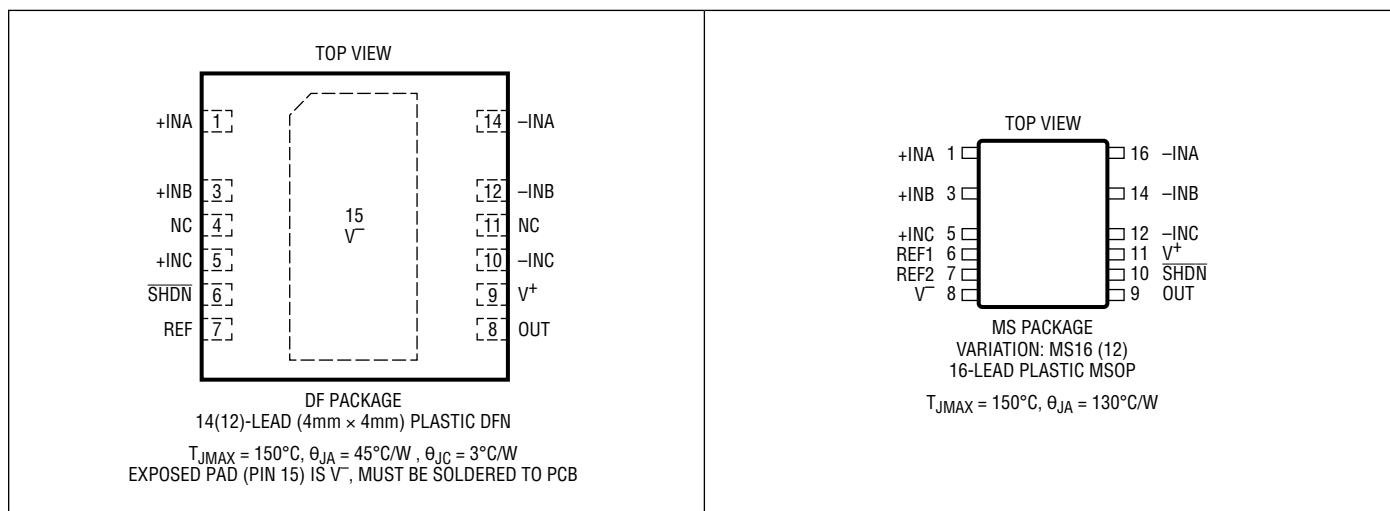 TOP VIEW
+INA 1 14 –INA
+INB 3 12 –INB
NC 4 11 NC
15
V–
+INC 5 10 –INC
SHDN 6 9 V+
REF 7 8 OUT
DF PACKAGE
14(12)-LEAD (4mm × 4mm) PLASTIC DFN
TJMAX = 150°C, θJA = 45°C/W , θJC = 3°C/W
EXPOSED PAD (PIN 15) IS V–, MUST BE SOLDERED TO PCB
TOP VIEW
+INA 1 16 –INA
+INB 3 14 –INB
+INC 5 12 –INC
REF1 6 11 V+
REF2 7 10 SHDN
V– 8 9 OUT
MS PACKAGE
VARIATION: MS16 (12)
16-LEAD PLASTIC MSOP
TJMAX = 150°C, θJA = 130°C/W